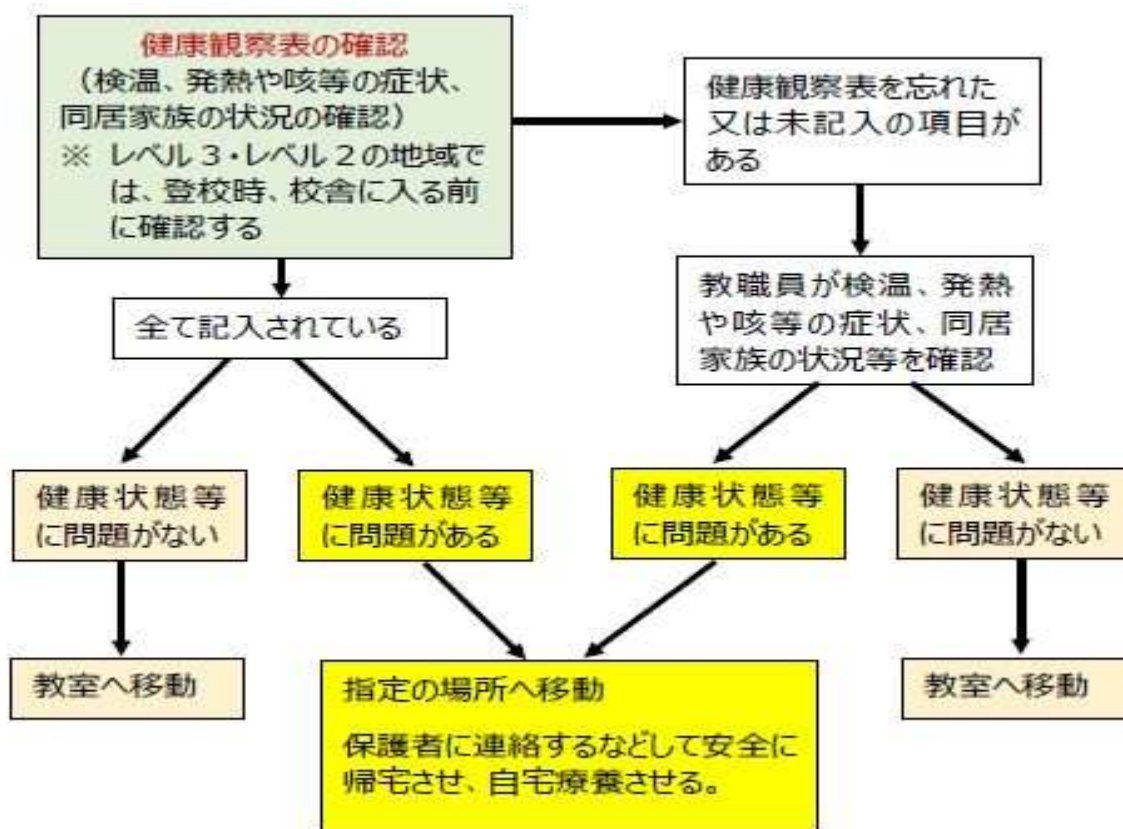 健康観察表の確認
（検温、発熱や咳等の症状、
同居家族の状況の確認）
※ レベル３・レベル２の地域で
は、登校時、校舎に入る前
に確認する
健康観察表を忘れた
又は未記入の項目が
ある
全て記入されている
教職員が検温、発熱
や咳等の症状、同居
家族の状況等を確認
健康状態等
に問題がない
健康状態等
に問題がある
健康状態等
に問題がある
健康状態等
に問題がない
教室へ移動
指定の場所へ移動
保護者に連絡するなどして安全に
帰宅させ、自宅療養させる。
教室へ移動